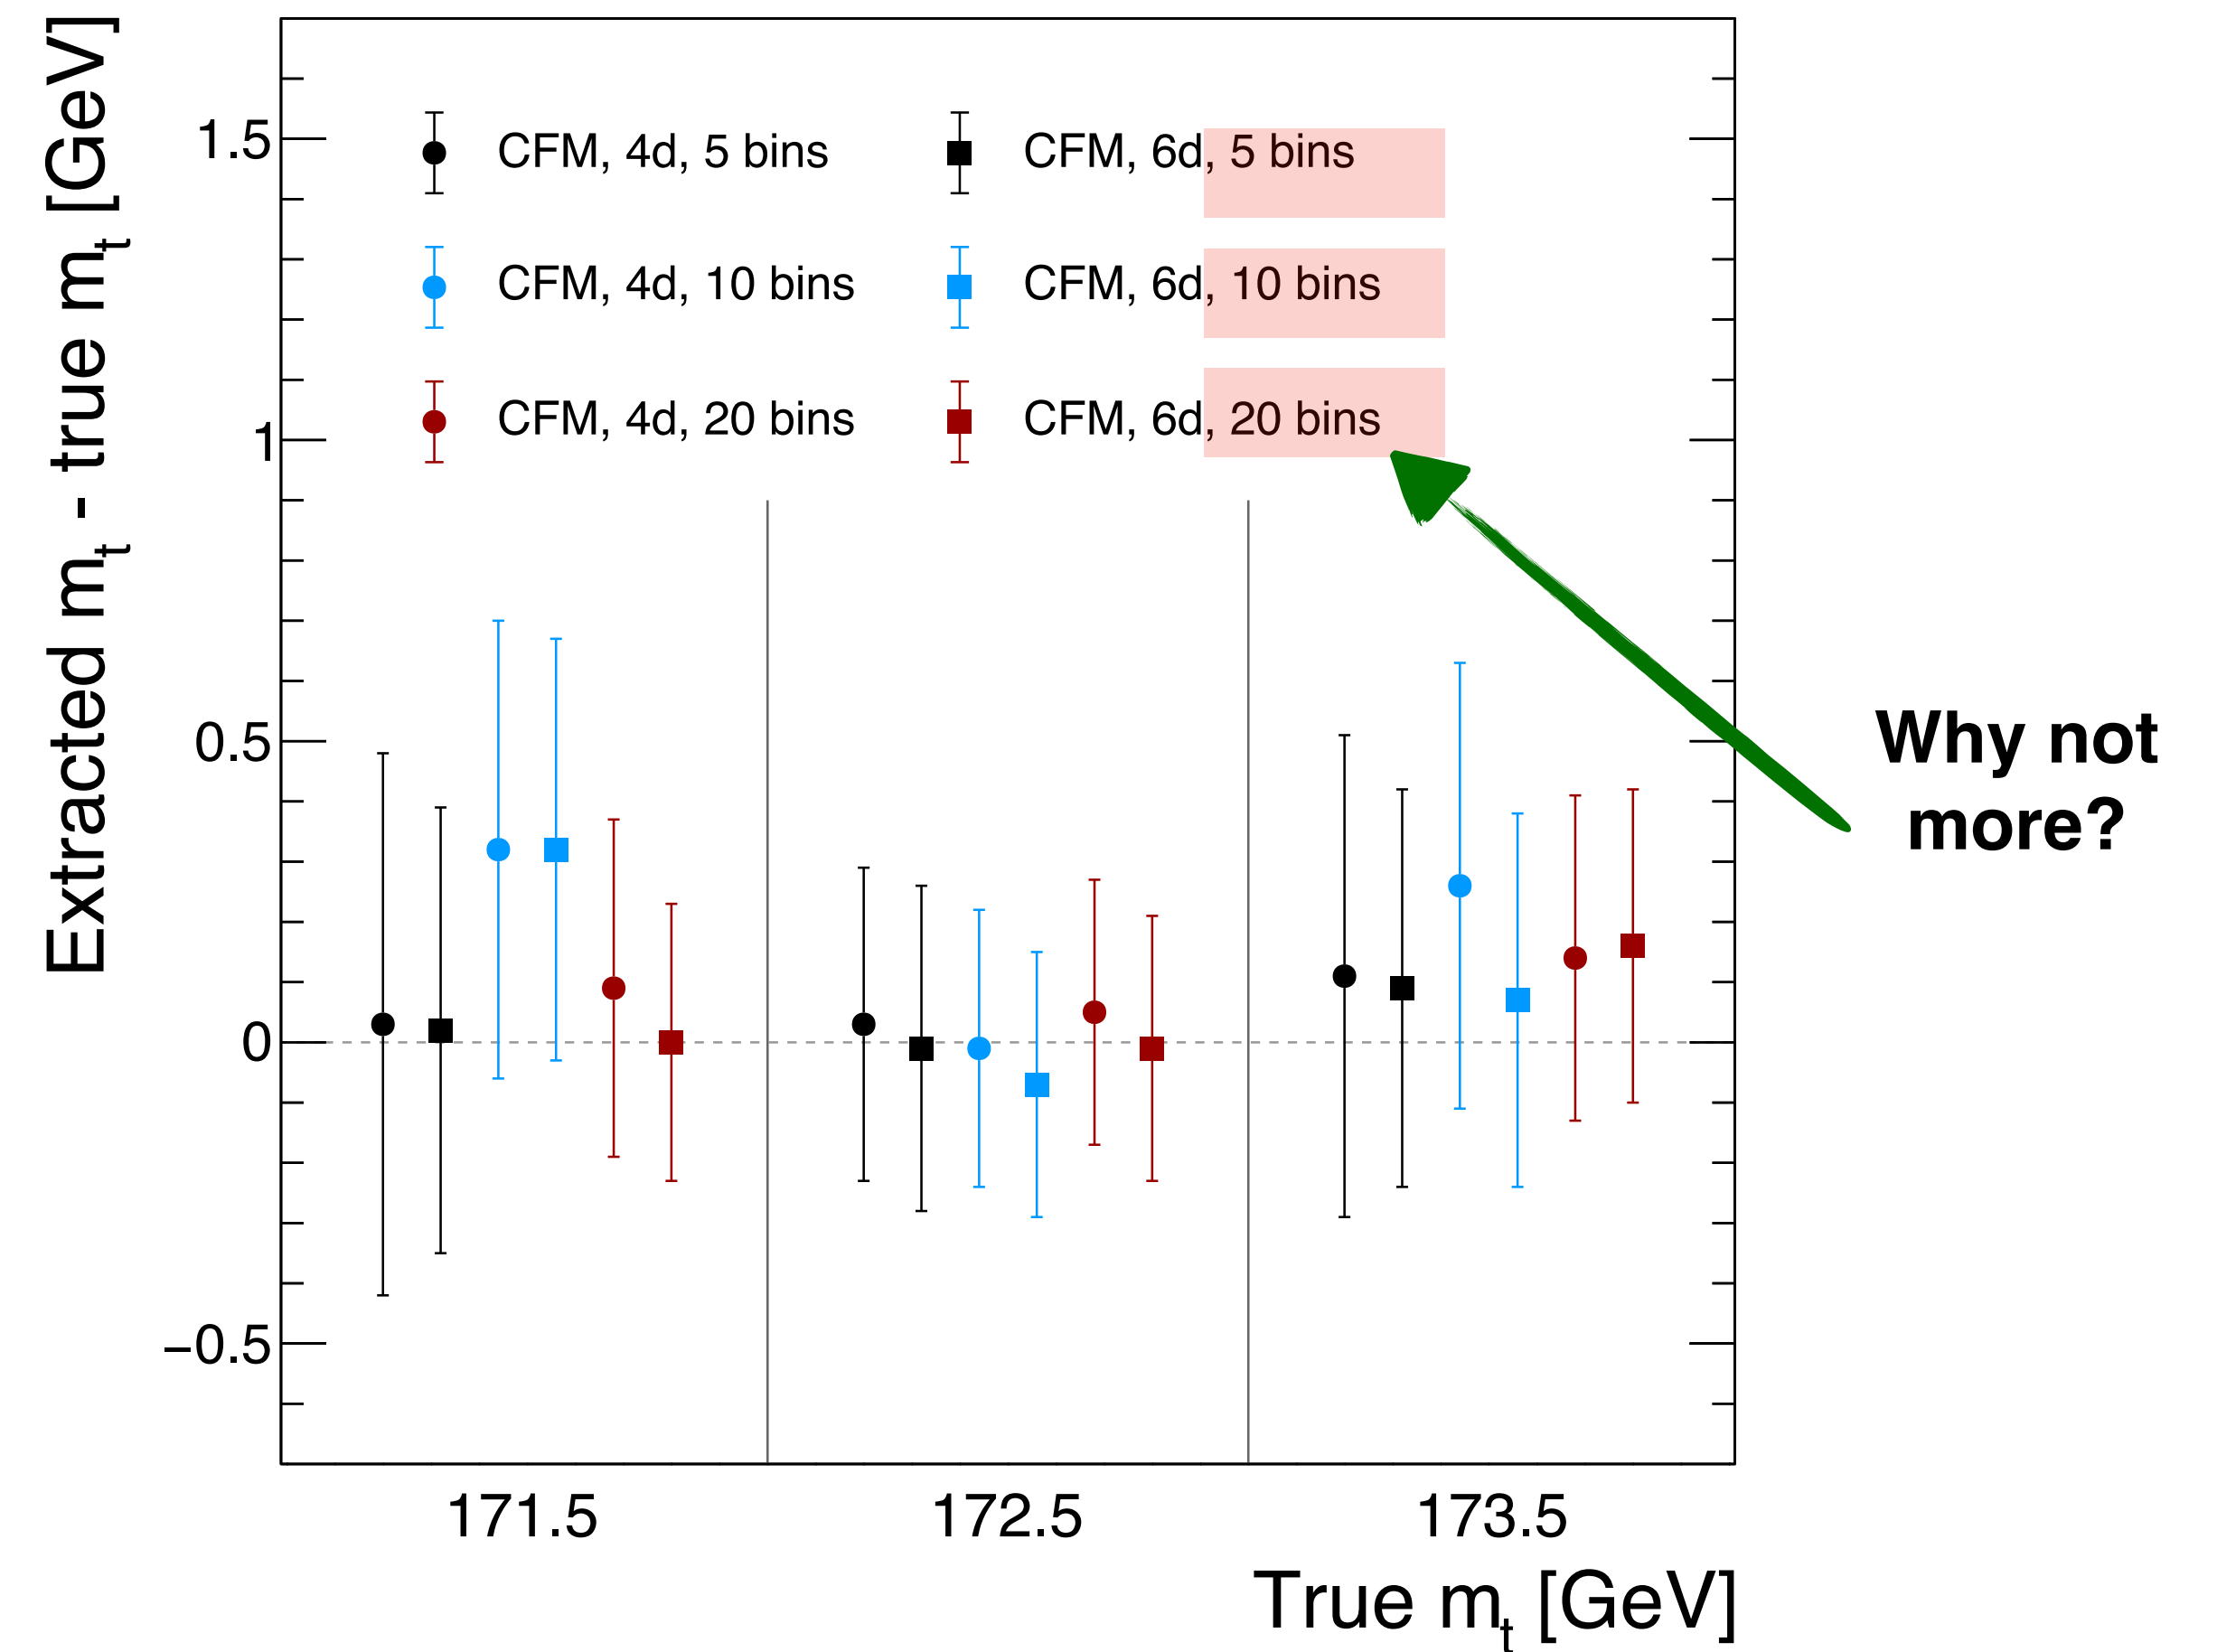 Extracted m_t - true m_t [GeV]
1.5
1
0.5
0
−0.5
CFM, 4d, 5 bins
CFM, 6d, 5 bins
CFM, 4d, 10 bins
CFM, 6d, 10 bins
CFM, 4d, 20 bins
CFM, 6d, 20 bins
Why not
more?
171.5
172.5
173.5
True m_t [GeV]